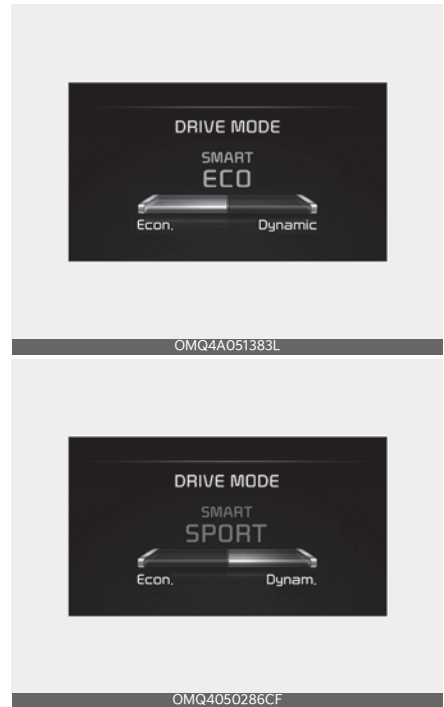 DRIVE MODE
SMART
ECO
Econ. Dynamic
OMQ4A051383L
DRIVE MODE
SMART
SPORT
Econ. Dynam.
OMQ4050286CF